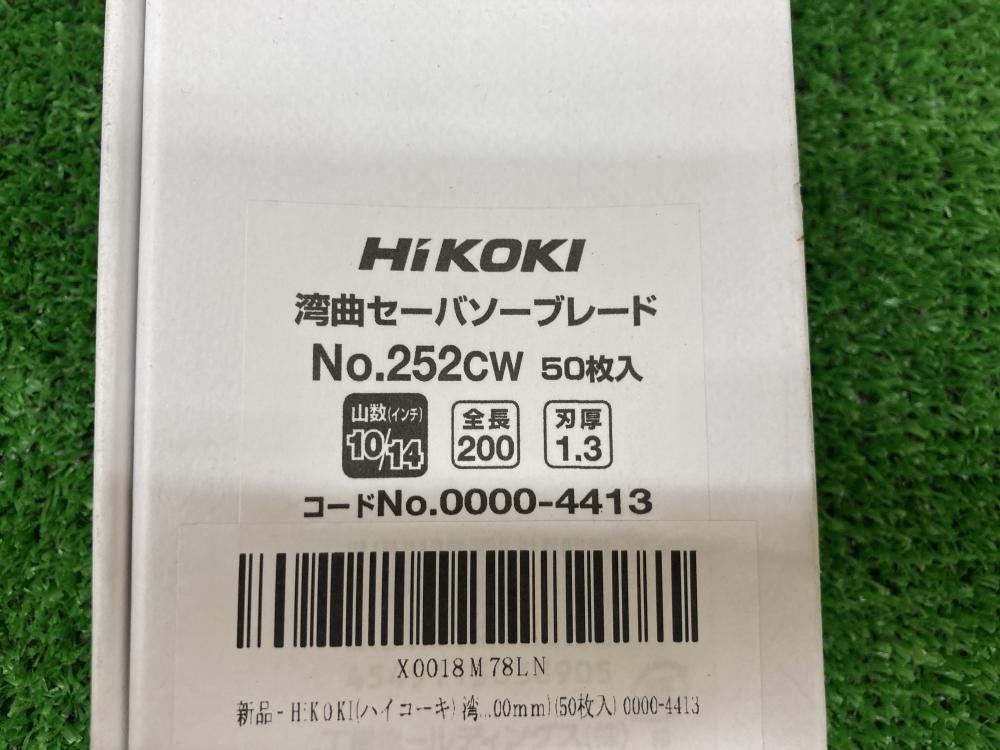 HiKOKI
湾曲セーバソーブレード
No.252CW 50枚入
山数(インチ) 全長 刃厚
10/14 200 1.3
コードNo.0000-4413
X0018M78LN
新品 - HiKOKI(ハイコーキ) 湾...00mm)(50枚入) 0000-4413